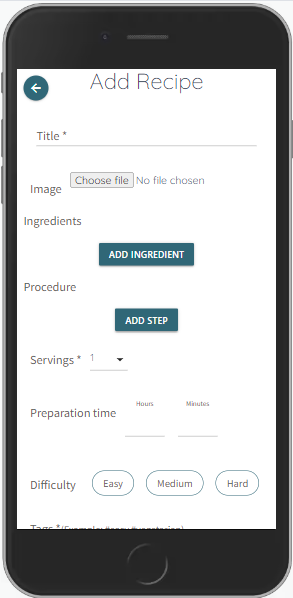 Add Recipe
Title *
Image Choose file No file chosen
Ingredients
ADD INGREDIENT
Procedure
ADD STEP
Servings * 1
Hours Minutes
Preparation time
Difficulty Easy Medium Hard
Tags *